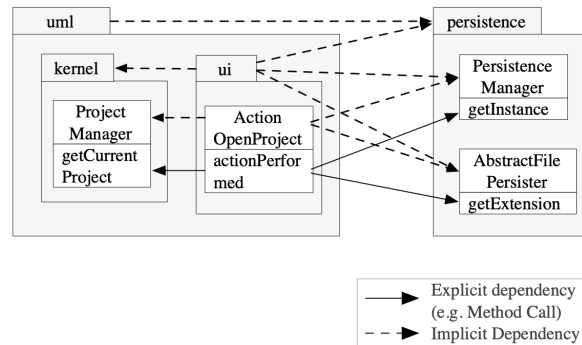 uml
persistence
kernel
ui
Project
Manager
getCurrent
Project
Action
OpenProject
actionPerfor
med
Persistence
Manager
getInstance
AbstractFile
Persister
getExtension
Explicit dependency
(e.g. Method Call)
Implicit Dependency